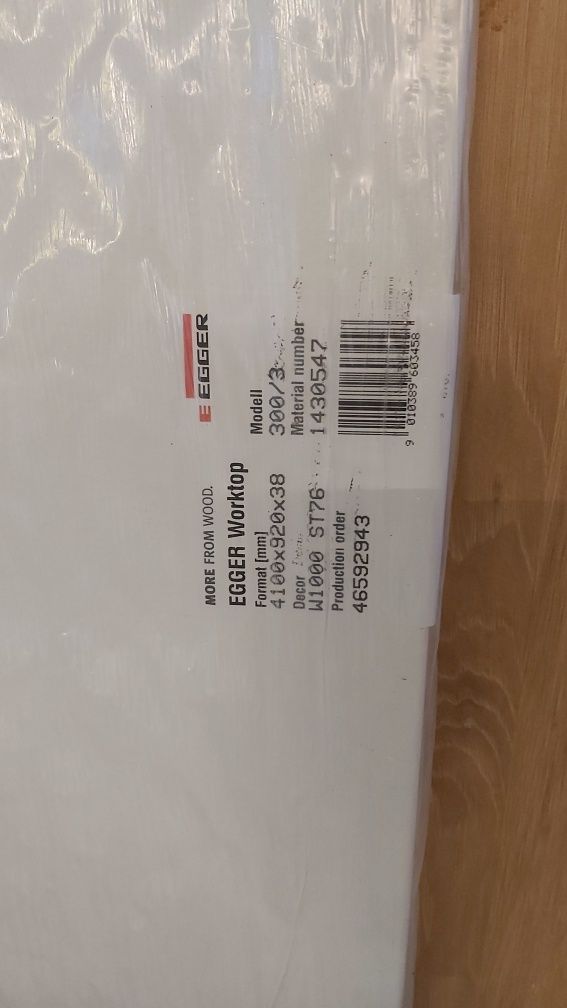 MORE FROM WOOD.
E EGGER
EGGER Worktop
Format [mm]
4100x920x38
Modell
300/3
Decor
W1000 ST76
Material number
1430547
Production order
46592943
9 010389 603458